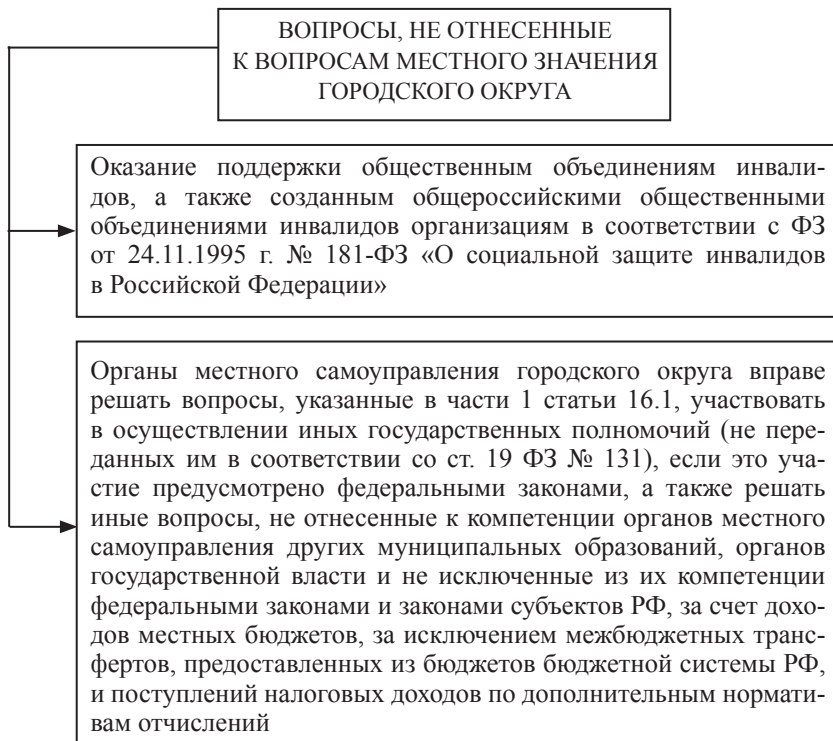 ВОПРОСЫ, НЕ ОТНЕСЕННЫЕ
К ВОПРОСАМ МЕСТНОГО ЗНАЧЕНИЯ
ГОРОДСКОГО ОКРУГА
Оказание поддержки общественным объединениям инвали-
дов, а также созданным общероссийскими общественными
объединениями инвалидов организациям в соответствии с ФЗ
от 24.11.1995 г. № 181-ФЗ «О социальной защите инвалидов
в Российской Федерации»
Органы местного самоуправления городского округа вправе
решать вопросы, указанные в части 1 статьи 16.1, участвовать
в осуществлении иных государственных полномочий (не пере-
данных им в соответствии со ст. 19 ФЗ № 131), если это уча-
стие предусмотрено федеральными законами, а также решать
иные вопросы, не отнесенные к компетенции органов местного
самоуправления других муниципальных образований, органов
государственной власти и не исключенные из их компетенции
федеральными законами и законами субъектов РФ, за счет дохо-
дов местных бюджетов, за исключением межбюджетных транс-
фертов, предоставленных из бюджетов бюджетной системы РФ,
и поступлений налоговых доходов по дополнительным нормати-
вам отчислений